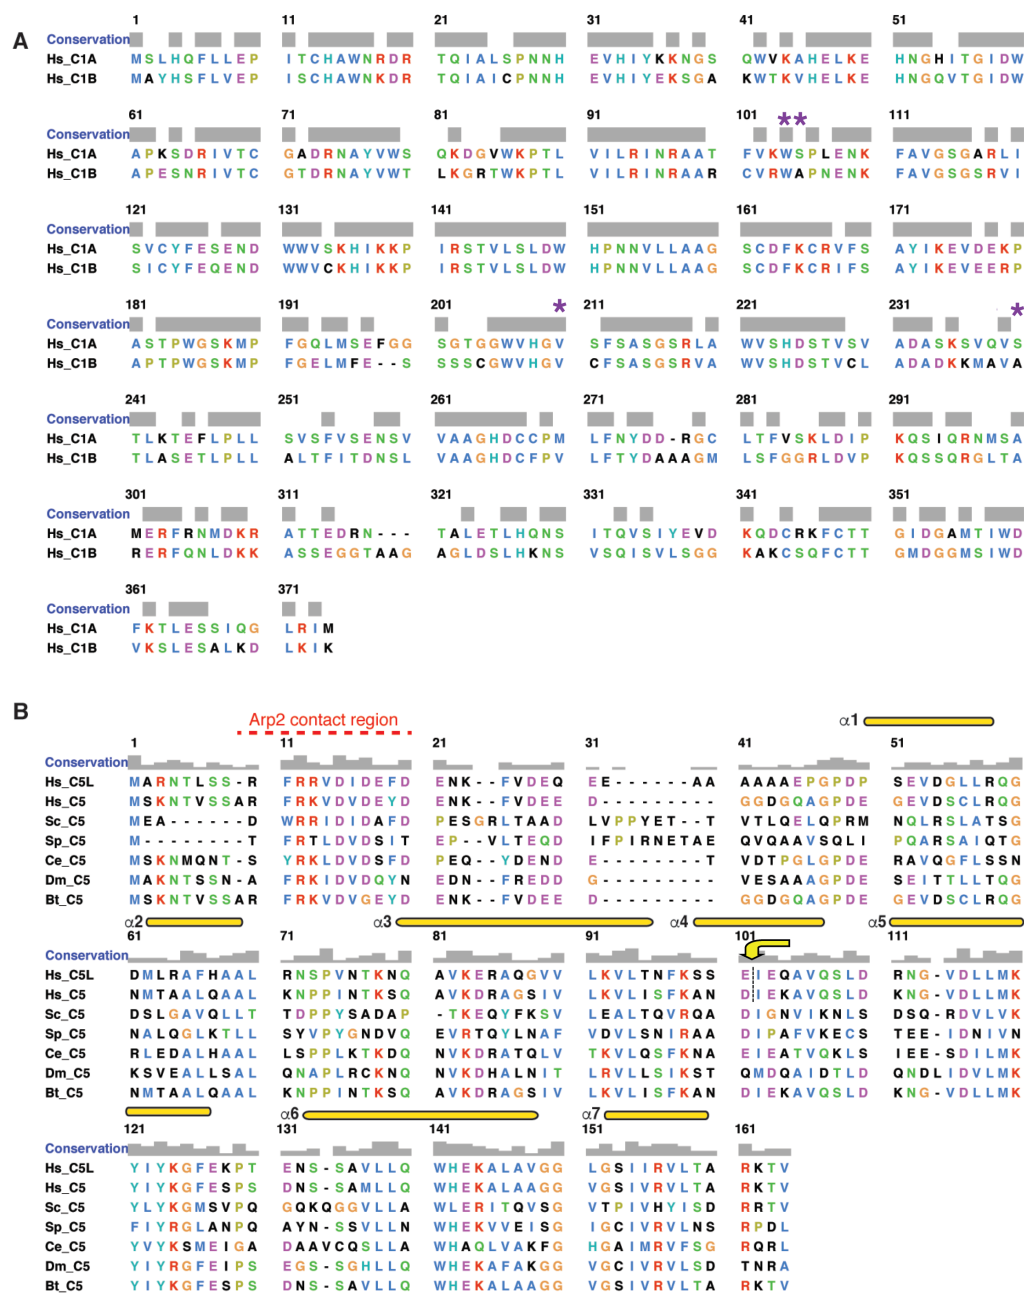 A
1 11 21 31 41 51
Conservation
Hs_C1A MSLHQFLLEP ITCHAWNRDR TQIALSPNNH EVHIYKKNGS QWVKAHELKE HNGHITGIDW
Hs_C1B MAYHSFLVEP ISCHAWNKDR TQIAICPNNH EVHIYEKSGA KWTKVHELKE HNGQVTGIDW
61 71 81 91 101 ** 111
Conservation
Hs_C1A APKSDRIVTC GADRNAYVWS QKDGVWKPTL VILRINRAAT FVKWSPLENK FAVGSGARLI
Hs_C1B APESNRIVTC GTDRNAYVWT LKGRTWKPTL VILRINRAAR CVRWAPNENK FAVGSGSRVI
121 131 141 151 161 171
Conservation
Hs_C1A SVCYFESEND WWVSKHIKKP IRSTVLSLDW HPNNVLLAAG SCDFKCRVFS AYIKEVDEKP
Hs_C1B SICYFEQEND WWVCKHIKKP IRSTVLSLDW HPNNVLLAAG SCDFKCRIFS AYIKEVEERP
181 191 201 * 211 221 231 *
Conservation
Hs_C1A ASTPWGSKMP FGQLMSEFGG SGTGGWVHGV SFSASGSRLA WVSHDSTVSV ADASKSVQVS
Hs_C1B APTPWGSKMP FGELMFE--S SSSCGWVHGV CFSASGSRVA WVSHDSTVCL ADADKKMAVA
241 251 261 271 281 291
Conservation
Hs_C1A TLKTEFLPLL SVSFVSENSV VAAGHDCCPM LFNYDD-RGC LTFVSKLDIP KQSIQRNMSA
Hs_C1B TLASETLPLL ALTFITDNSL VAAGHDCFPV LFTYDAAAGM LSFGGRLDVP KQSSQRGLTA
301 311 321 331 341 351
Conservation
Hs_C1A MERFRNMDKR ATTEDRN--- TALETLHQNS ITQVSIYEVD KQDCRKFCTT GIDGAMTIWD
Hs_C1B RERFQNLDKK ASSEGGTAAG AGLDSLHKNS VSQISVLSGG KAKCSQFCTT GMDGGMSIWD
361 371
Conservation
Hs_C1A FKTLESSIQG LRIM
Hs_C1B VKSLESALKD LKIK
B
Arp2 contact region α1
1 11 21 31 41 51
Conservation
Hs_C5L MARNTLSS-R FRRVDIDEFD ENK--FVDEQ EE------AA AAAAEPGPDP SEVDGLLRQG
Hs_C5 MSKNTVSSAR FRKVDVDEYD ENK--FVDEE D--------- GGDGQAGPDE GEVDSCLRQG
Sc_C5 MEA------D WRRIDIDAFD PESGRLTAAD LVPPYET--T VTLQELQPRM NQLRSLATSG
Sp_C5 M--------T FRTLDVDSIT EP--VLTEQD IFPIRNETAE QVQAAVSQLI PQARSAIQTG
Ce_C5 MSKNMQNT-S YRKLDVDSFD PEQ--YDEND E--------T VDTPGLGPDE RAVQGFLSSN
Dm_C5 MAKNTSSN-A FRKIDVDQYN EDN--FREDD G--------- VESAAAGPDE SEITTLLTQG
Bt_C5 MSKNTVSSAR FRKVDVGEYD ENK--FVDEE D--------- GGDGQAGPDE GEVDSCLRQG
α2 α3 α4 α5
61 71 81 91 101 111
Conservation
Hs_C5L DMLRAFHAAL RNSPVNTKNQ AVKERAQGVV LKVLTNFKSS EIEQAVQSLD RNG-VDLLMK
Hs_C5 NMTAALQAAL KNPPINTKSQ AVKDRAGSIV LKVLISFKAN DIEKAVQSLD KNG-VDLLMK
Sc_C5 DSLGAVQLLT TDPPYSADAP -TKEQYFKSV LEALTQVRQA DIGNVIKNLS DSQ-RDVLVK
Sp_C5 NALQGLKTLL SYVPYGNDVQ EVRTQYLNAF VDVLSNIRAA DIPAFVKECS TEE-IDNIVN
Ce_C5 RLEDALHAAL LSPPLKTKDQ NVKDRATQLV TKVLQSFKNA EIEATVQKLS IEE-SDILMK
Dm_C5 KSVEALLSAL QNAPLRCKNQ NVKDHALNIT LRVLLSIKST QMDQAIDTLD QNDLIDVLMK
Bt_C5 NMTAALQAAL KNPPINTKSQ AVKDRAGSIV LKVLISFKAN DIEKAVQSLD KNG-VDLLMK
α6 α7
121 131 141 151 161
Conservation
Hs_C5L YIYKGFEKPT ENS-SAVLLQ WHEKALAVGG LGSIIRVLTA RKTV
Hs_C5 YIYKGFESPS DNS-SAMLLQ WHEKALAAGG VGSIVRVLTA RKTV
Sc_C5 YLYKGMSVPQ GQKQGGVLLA WLERITQVSG VTPIVHYISD RRTV
Sp_C5 FIYRGLANPQ AYN-SSVLLN WHEKVVEISG IGCIVRVLNS RPDL
Ce_C5 YVYKSMEIGA DAAVCQSLLA WHAQLVAKFG HGAIMRVFSG RQRL
Dm_C5 YIYRGFEIPS EGS-SGHLLQ WHEKAFAKGG VGCIVRVLSD TNRA
Bt_C5 YIYKGFESPS DNS-SAVLLQ WHEKALAAGG VGSIVRVLTA RKTV